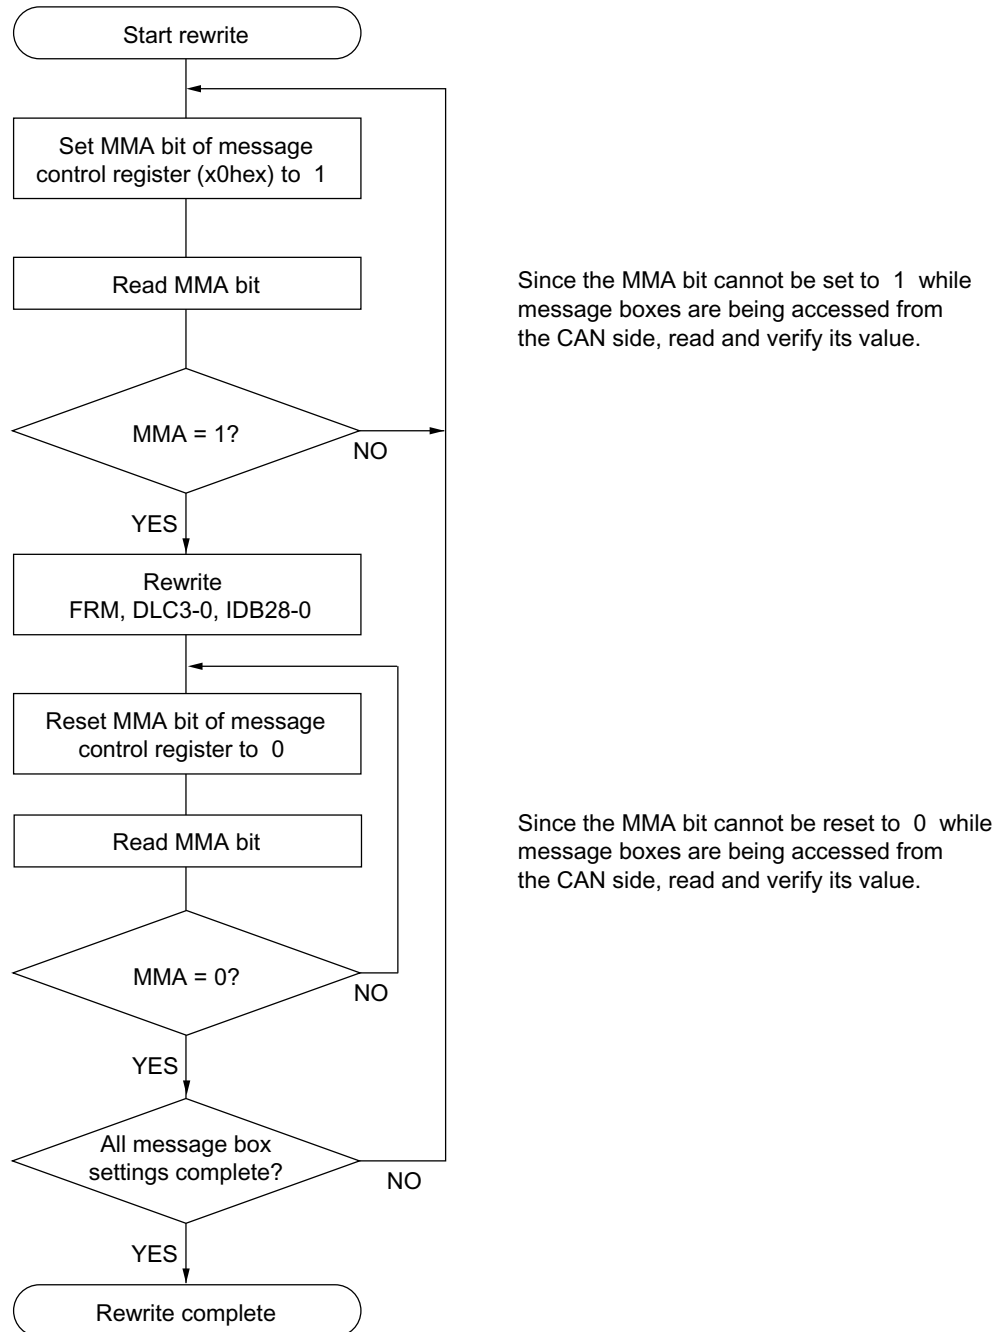 Start rewrite
Set MMA bit of message
control register (x0hex) to 1
Read MMA bit
Since the MMA bit cannot be set to 1 while
message boxes are being accessed from
the CAN side, read and verify its value.
MMA = 1?
NO
YES
Rewrite
FRM, DLC3-0, IDB28-0
Reset MMA bit of message
control register to 0
Read MMA bit
Since the MMA bit cannot be reset to 0 while
message boxes are being accessed from
the CAN side, read and verify its value.
MMA = 0?
NO
YES
All message box
settings complete?
NO
YES
Rewrite complete